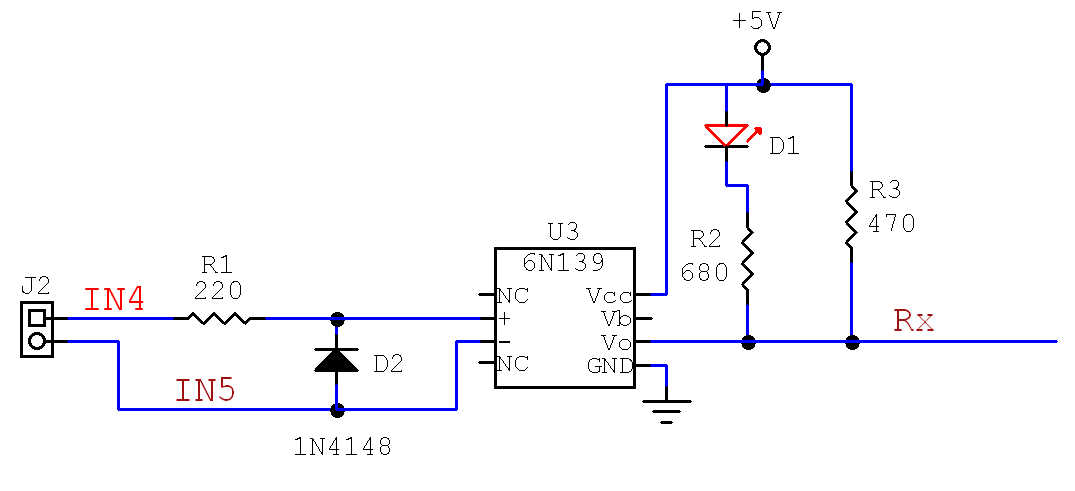 +5V
D1
R3
470
U3
R2
680
6N139
R1
220
J2
IN4
NC
Vcc
+
Vb
Rx
-
Vo
NC
GND
D2
IN5
1N4148